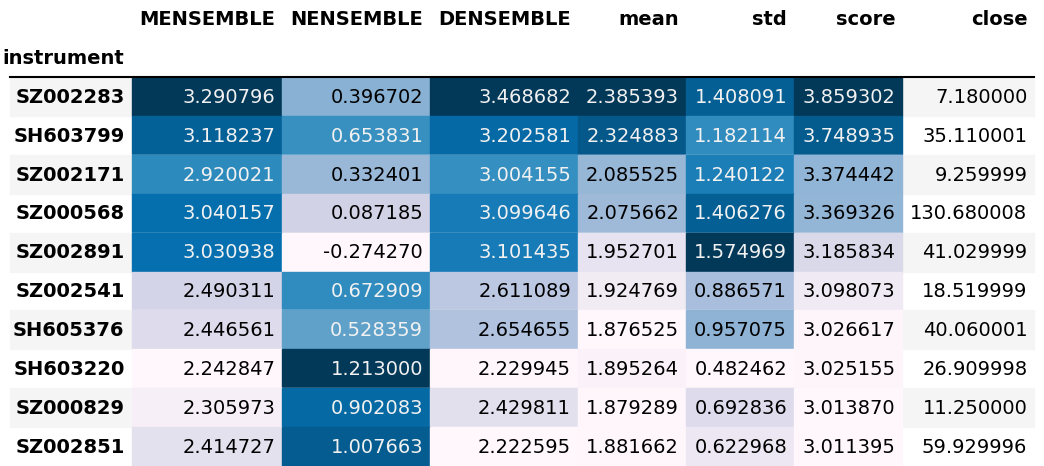 MENSEMBLE NENSEMBLE DENSEMBLE mean std score close
instrument
SZ002283 3.290796 0.396702 3.468682 2.385393 1.408091 3.859302 7.180000
SH603799 3.118237 0.653831 3.202581 2.324883 1.182114 3.748935 35.110001
SZ002171 2.920021 0.332401 3.004155 2.085525 1.240122 3.374442 9.259999
SZ000568 3.040157 0.087185 3.099646 2.075662 1.406276 3.369326 130.680008
SZ002891 3.030938 -0.274270 3.101435 1.952701 1.574969 3.185834 41.029999
SZ002541 2.490311 0.672909 2.611089 1.924769 0.886571 3.098073 18.519999
SH605376 2.446561 0.528359 2.654655 1.876525 0.957075 3.026617 40.060001
SH603220 2.242847 1.213000 2.229945 1.895264 0.482462 3.025155 26.909998
SZ000829 2.305973 0.902083 2.429811 1.879289 0.692836 3.013870 11.250000
SZ002851 2.414727 1.007663 2.222595 1.881662 0.622968 3.011395 59.929996